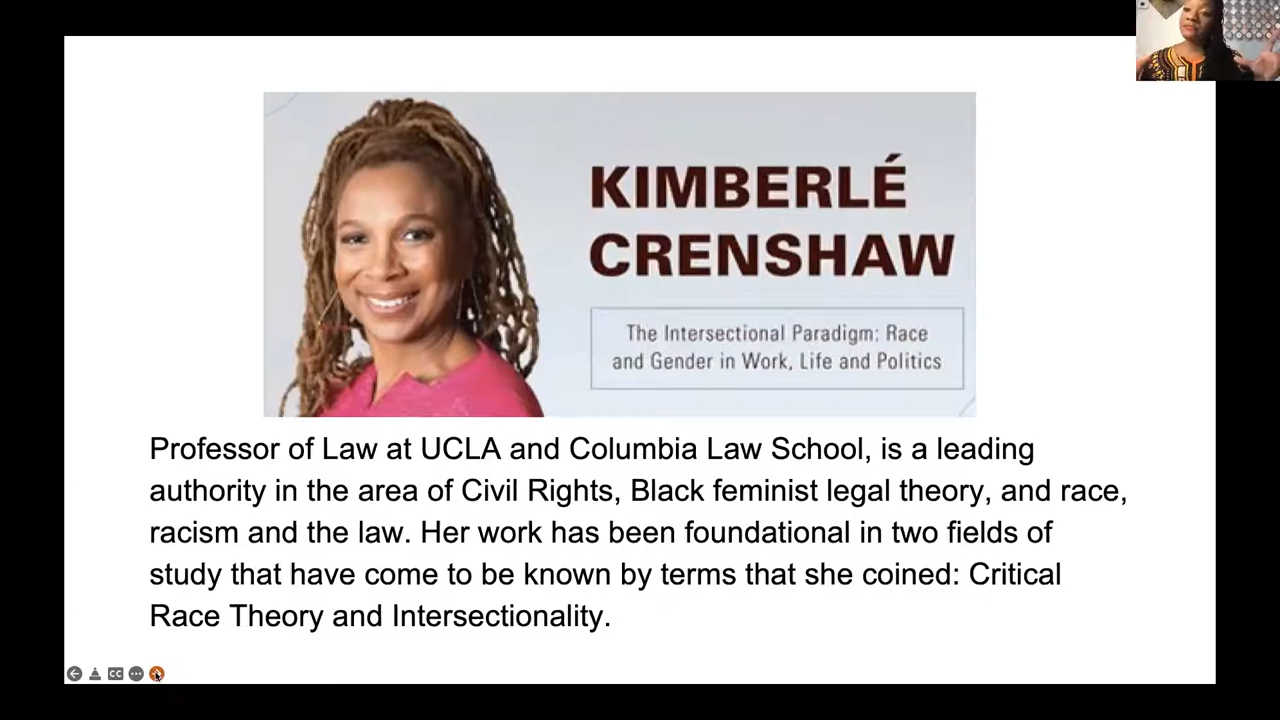 KIMBERLÉ
CRENSHAW
The Intersectional Paradigm: Race
and Gender in Work, Life and Politics
Professor of Law at UCLA and Columbia Law School, is a leading
authority in the area of Civil Rights, Black feminist legal theory, and race,
racism and the law. Her work has been foundational in two fields of
study that have come to be known by terms that she coined: Critical
Race Theory and Intersectionality.
CC